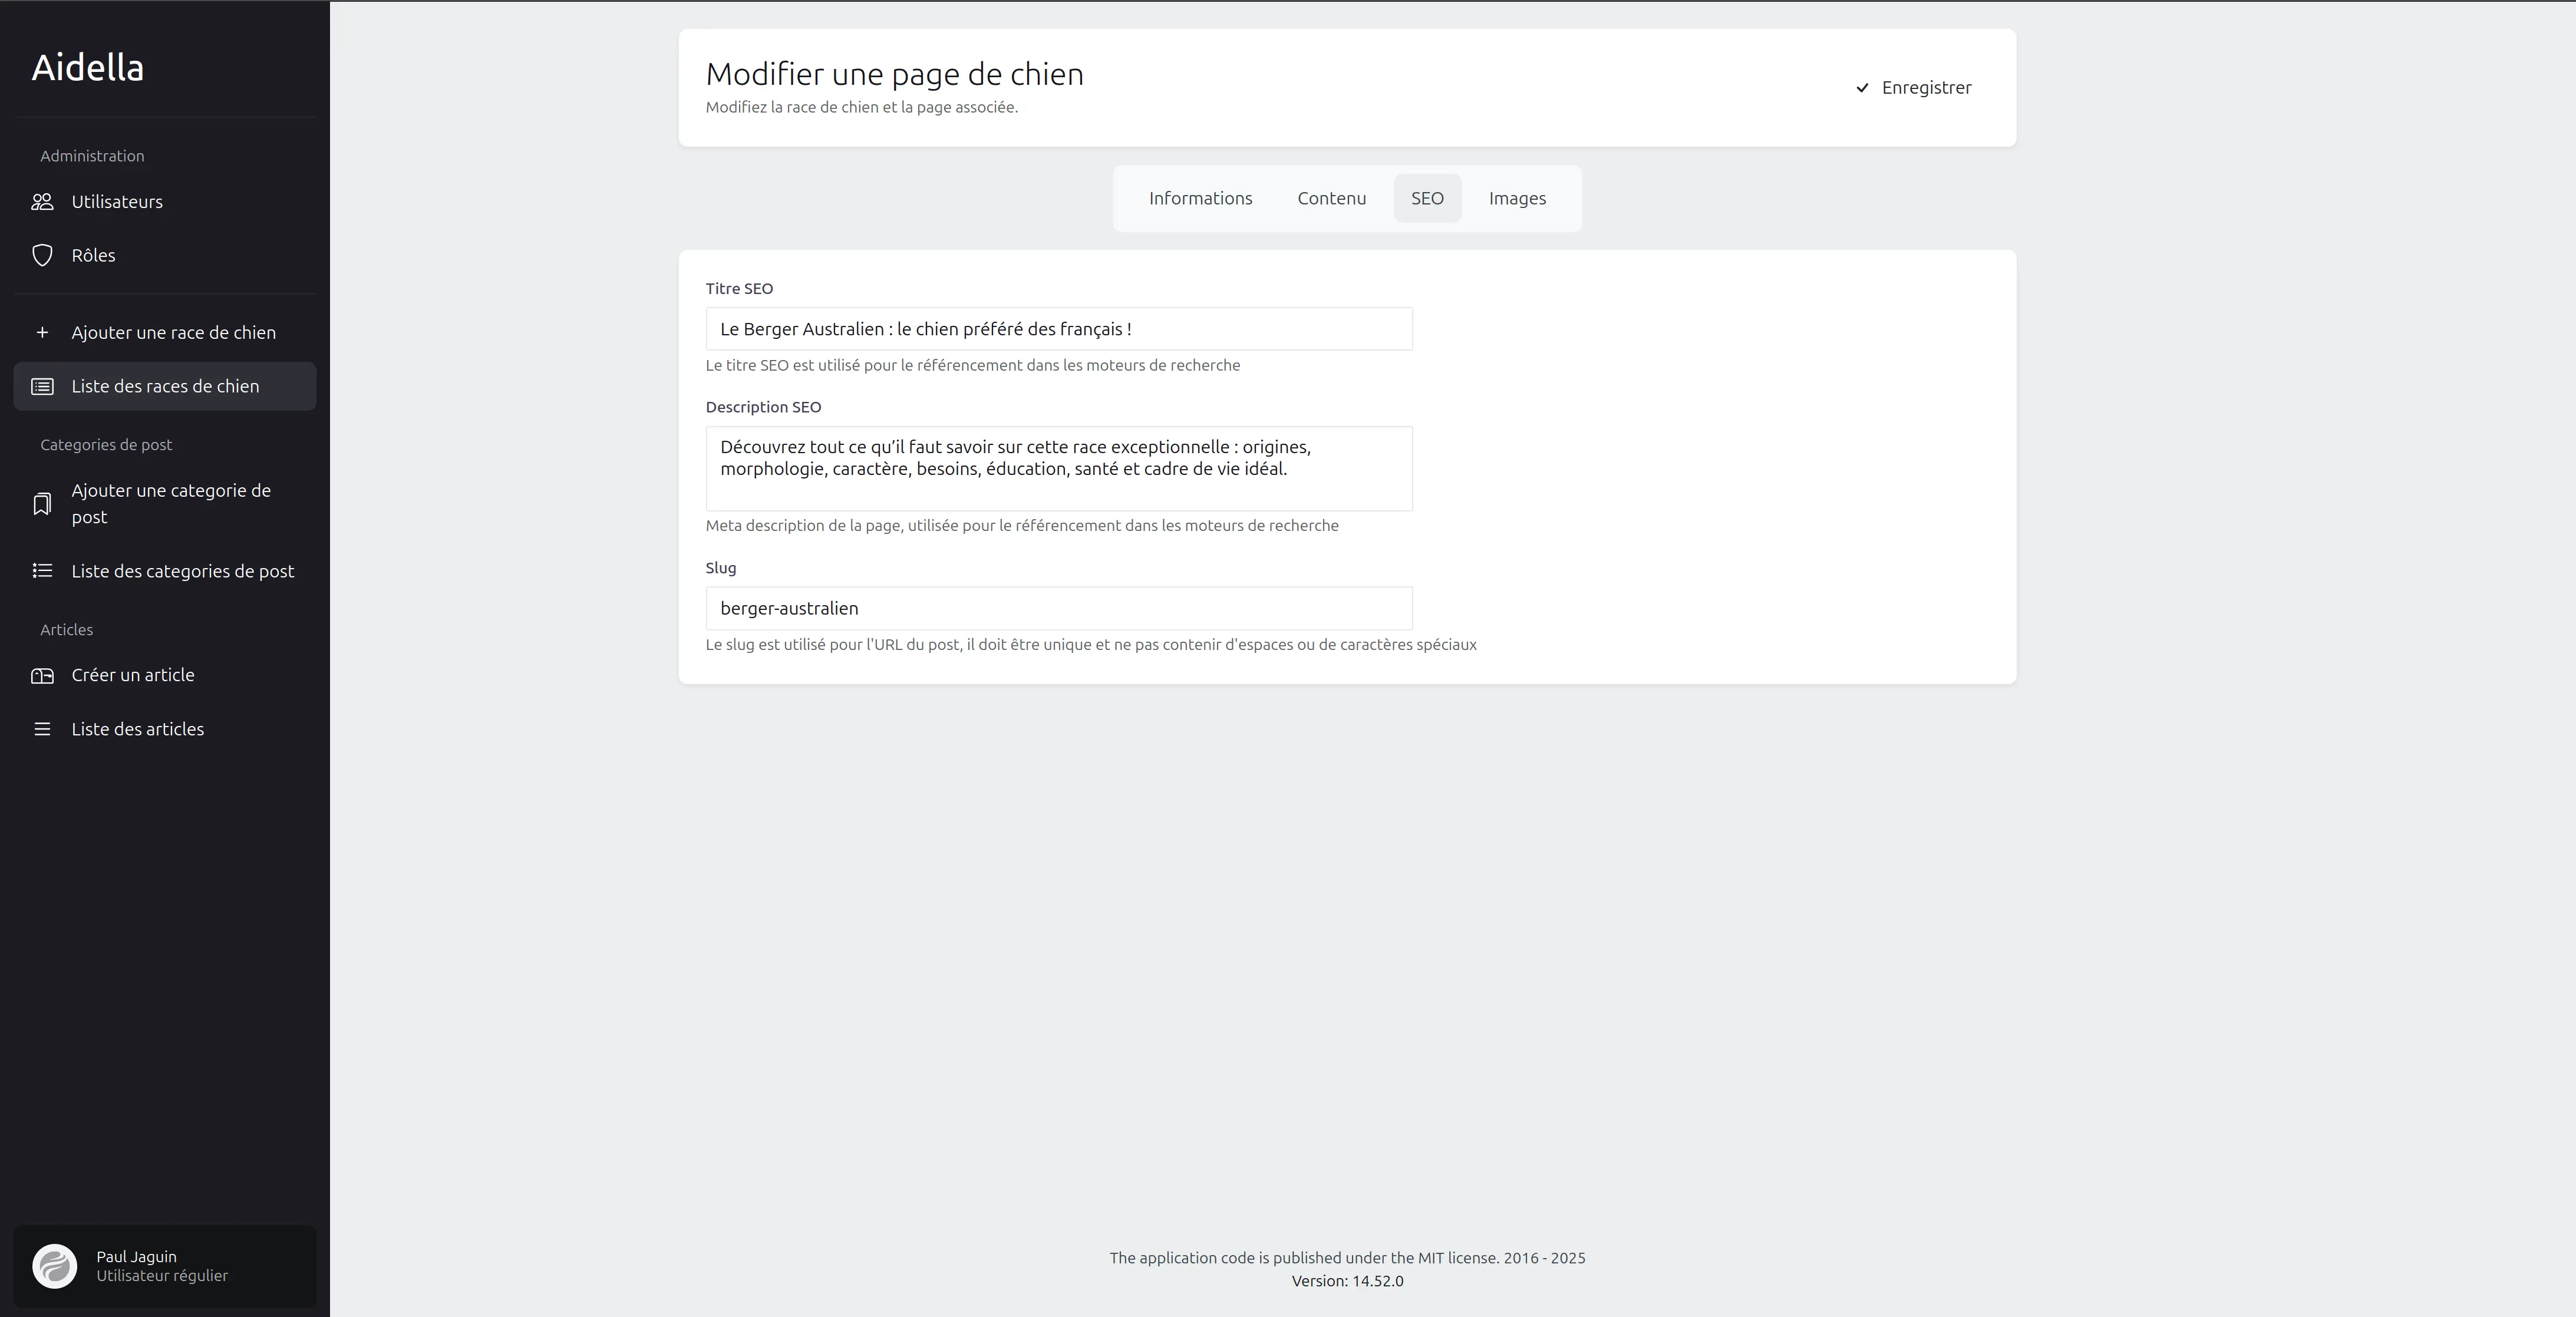 Aidella
Administration
Utilisateurs
Rôles
Ajouter une race de chien
Liste des races de chien
Categories de post
Ajouter une categorie de
post
Liste des categories de post
Articles
Créer un article
Liste des articles
Paul Jaguin
Utilisateur régulier
Modifier une page de chien
Modifiez la race de chien et la page associée.
Enregistrer
Informations
Contenu
SEO
Images
Titre SEO
Le Berger Australien : le chien préféré des français !
Le titre SEO est utilisé pour le référencement dans les moteurs de recherche
Description SEO
Découvrez tout ce qu’il faut savoir sur cette race exceptionnelle : origines,
morphologie, caractère, besoins, éducation, santé et cadre de vie idéal.
Meta description de la page, utilisée pour le référencement dans les moteurs de recherche
Slug
berger-australien
Le slug est utilisé pour l'URL du post, il doit être unique et ne pas contenir d'espaces ou de caractères spéciaux
The application code is published under the MIT license. 2016 - 2025
Version: 14.52.0